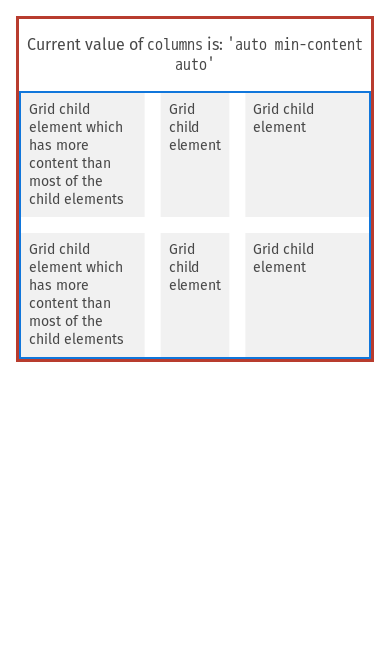 Current value of columns is: 'auto min-content
auto'
Grid child
element which
has more
content than
most of the
child elements
Grid
child
element
Grid child
element
Grid child
element which
has more
content than
most of the
child elements
Grid
child
element
Grid child
element